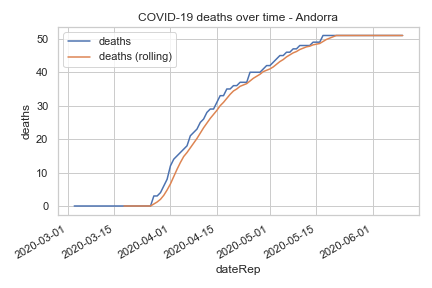 COVID-19 deaths over time - Andorra
deaths
deaths (rolling)
50
40
30
20
10
0
deaths
2020-03-01
2020-03-15
2020-04-01
2020-04-15
2020-05-01
2020-05-15
2020-06-01
dateRep